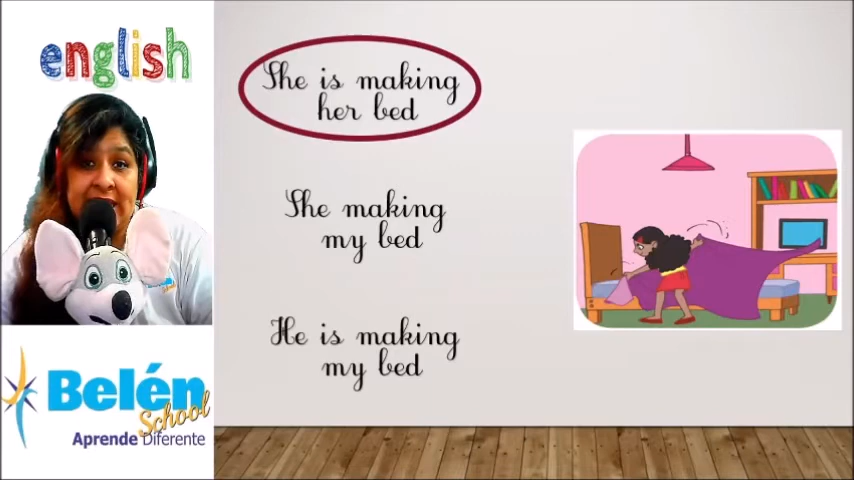 english
She is making
her bed
She making
my bed
He is making
my bed
Belén
School
Aprende Diferente